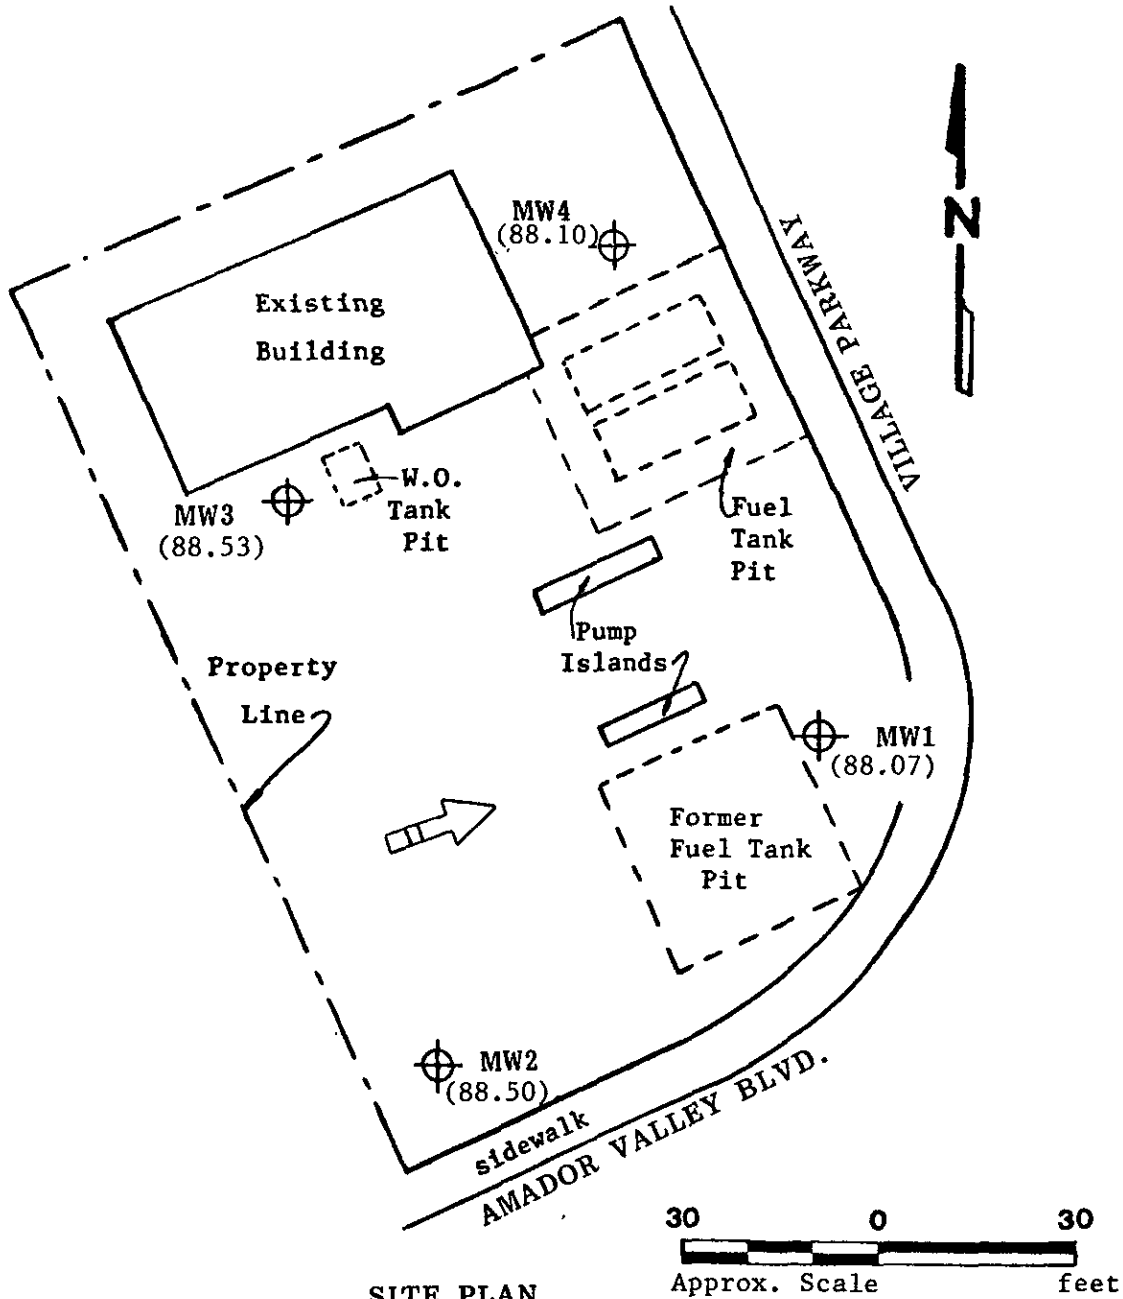 MW4
(88.10)
N
VILLAGE PARKWAY
Existing
Building
W.O.
Tank
Pit
MW3
(88.53)
Fuel
Tank
Pit
Pump
Islands
Property
Line
MW1
(88.07)
Former
Fuel Tank
Pit
MW2
(88.50)
sidewalk
AMADOR VALLEY BLVD.
30 0 30
Approx. Scale feet
SITE PLAN